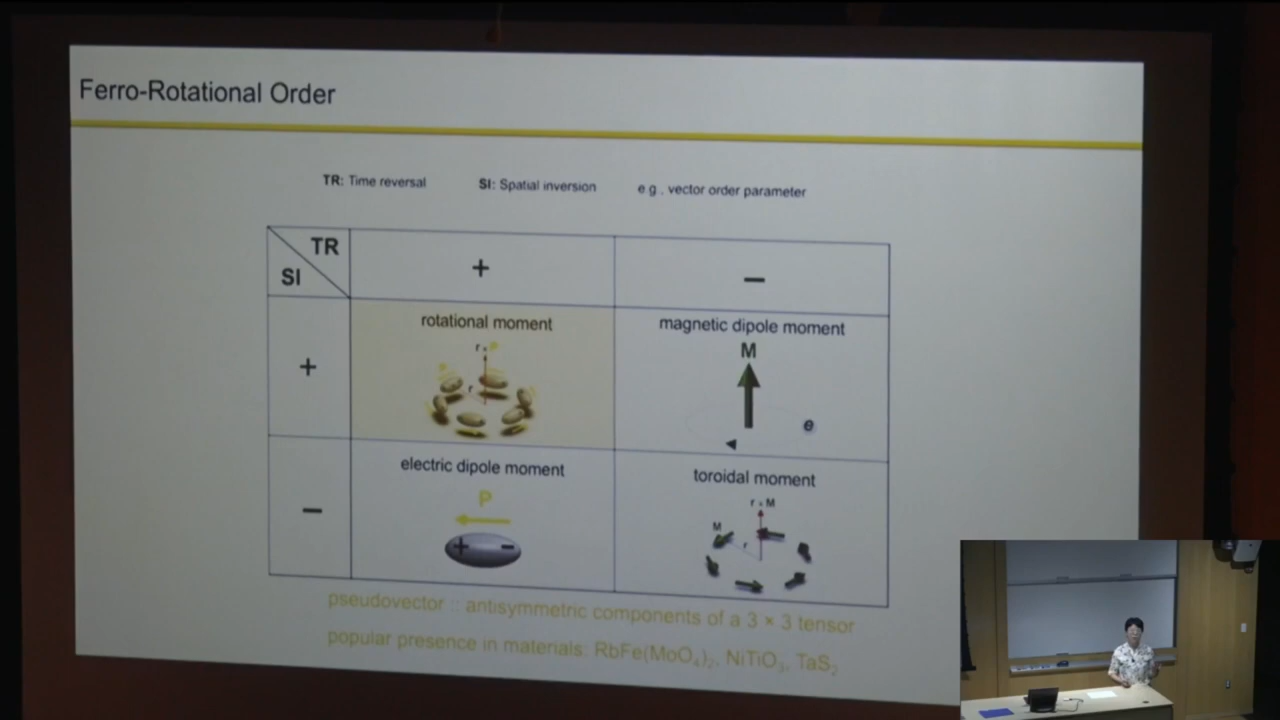 Ferro-Rotational Order
TR: Time reversal SI: Spatial inversion e.g., vector order parameter
TR
SI
+ −
rotational moment magnetic dipole moment
r × P M
+
r
e
electric dipole moment toroidal moment
P r × M
− M
r
+ −
pseudovector :: antisymmetric components of a 3 × 3 tensor
popular presence in materials: RbFe(MoO₄)₂, NiTiO₃, TaS₂